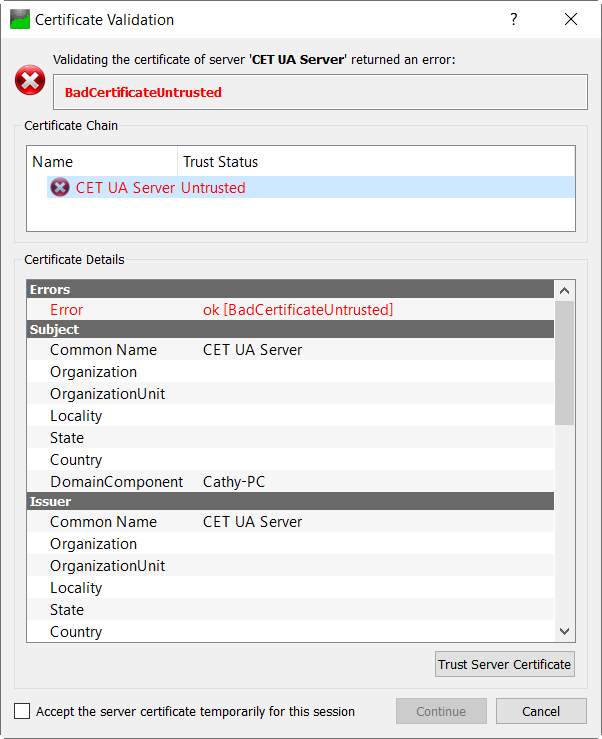 Certificate Validation
?
Validating the certificate of server 'CET UA Server' returned an error:
BadCertificateUntrusted
Certificate Chain
Name Trust Status
CET UA Server Untrusted
Certificate Details
Errors
Error ok [BadCertificateUntrusted]
Subject
Common Name CET UA Server
Organization
OrganizationUnit
Locality
State
Country
DomainComponent Cathy-PC
Issuer
Common Name CET UA Server
Organization
OrganizationUnit
Locality
State
Country
Trust Server Certificate
Accept the server certificate temporarily for this session Continue Cancel